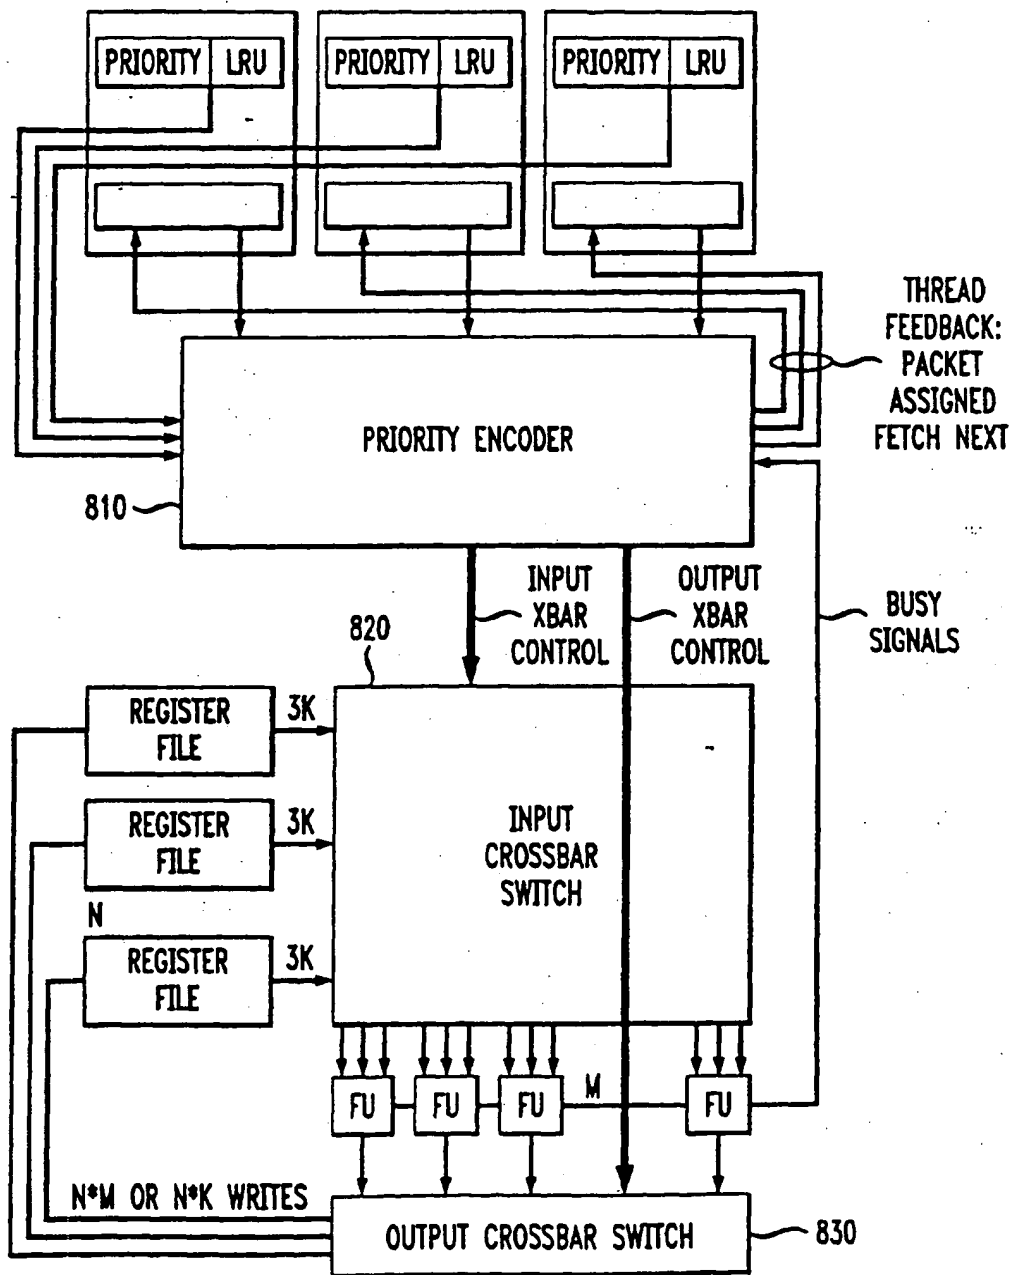 PRIORITY LRU
PRIORITY LRU
PRIORITY LRU
THREAD
FEEDBACK:
PACKET
ASSIGNED
FETCH NEXT
PRIORITY ENCODER
810
INPUT
XBAR
CONTROL
OUTPUT
XBAR
CONTROL
BUSY
SIGNALS
820
REGISTER
FILE
3K
REGISTER
FILE
3K
N
REGISTER
FILE
3K
INPUT
CROSSBAR
SWITCH
FU
FU
FU
M
FU
N*M OR N*K WRITES
OUTPUT CROSSBAR SWITCH
830